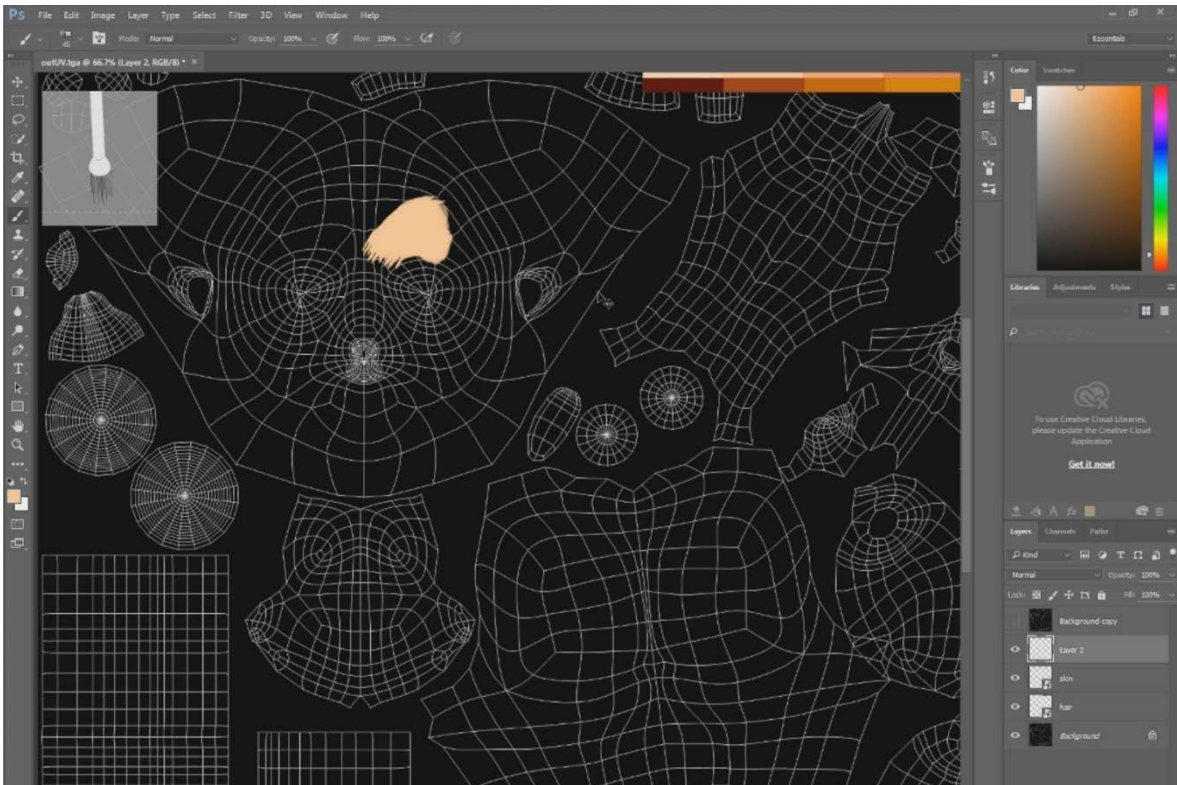 Ps File Edit Image Layer Type Select Filter 3D View Window Help
45 Mode: Normal Opacity: 100% Flow: 100% Essentials
outUV.tga @ 66.7% (Layer 2, RGB/8) * ×
Color Swatches
Libraries Adjustments Styles
To use Creative Cloud Libraries,
please update the Creative Cloud
Application
Get it now!
Layers Channels Paths
Kind
Normal Opacity: 100%
Lock: Fill: 100%
Background copy
Layer 2
skin
hair
Background